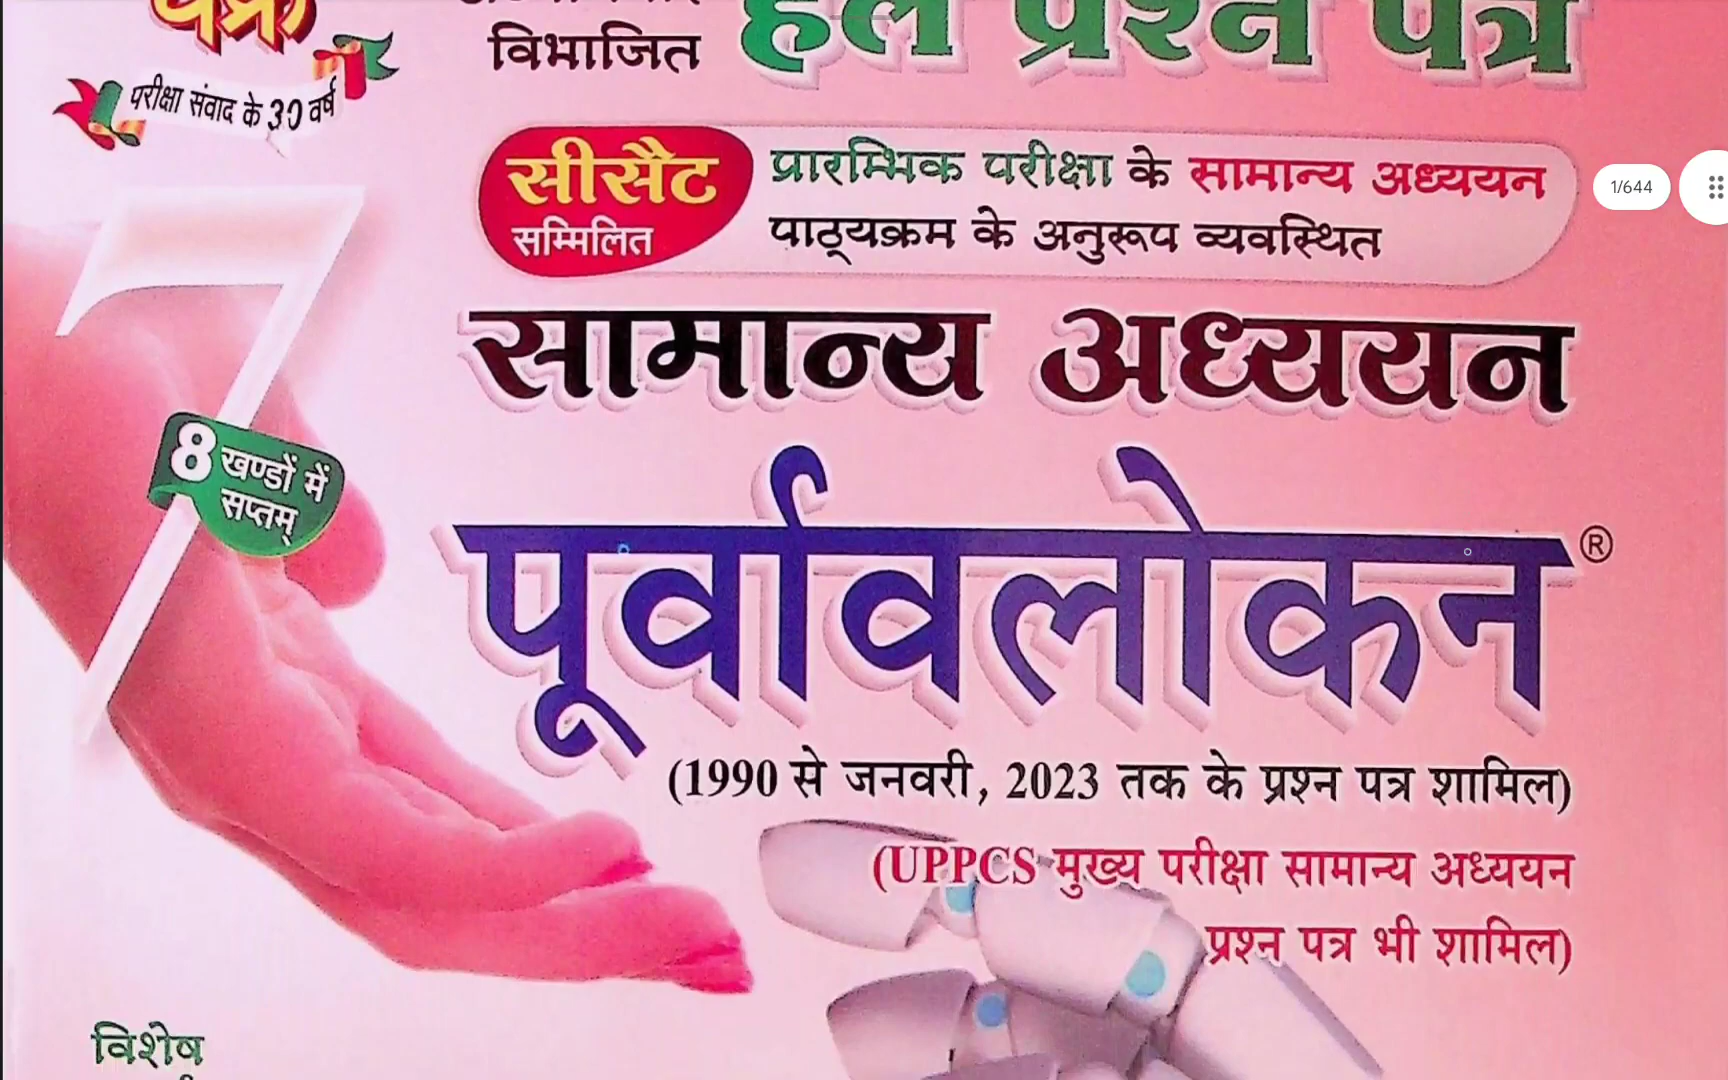 विभाजित हल प्रश्न पत्र
परीक्षा संवाद के 30 वर्ष
सीसैट
सम्मिलित
प्रारम्भिक परीक्षा के सामान्य अध्ययन
पाठ्यक्रम के अनुरूप व्यवस्थित
1/644
सामान्य अध्ययन
7
8 खण्डों में
सप्तम्
पूर्वावलोकन®
(1990 से जनवरी, 2023 तक के प्रश्न पत्र शामिल)
(UPPCS मुख्य परीक्षा सामान्य अध्ययन
प्रश्न पत्र भी शामिल)
विशेष